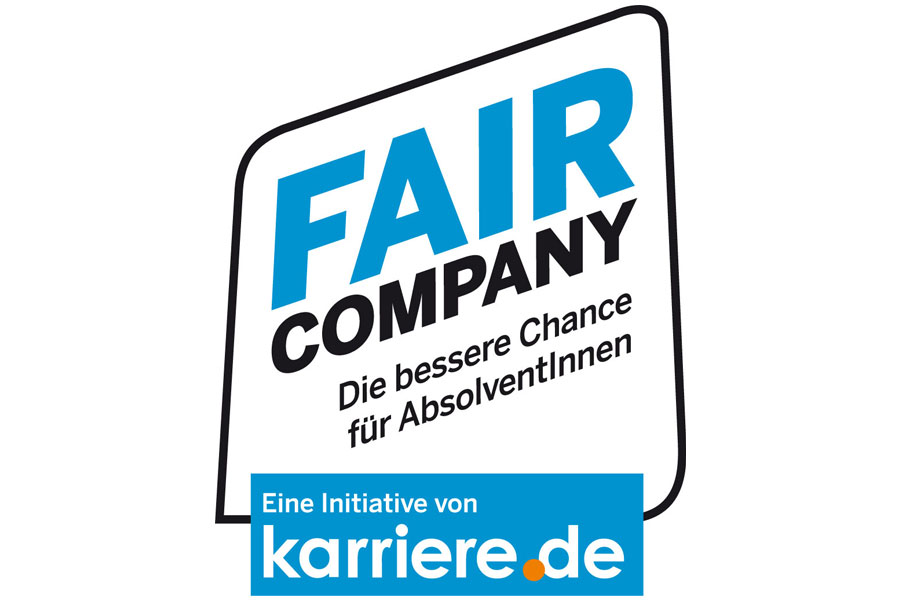 FAIR
COMPANY
Die bessere Chance
für AbsolventInnen
Eine Initiative von
karriere.de